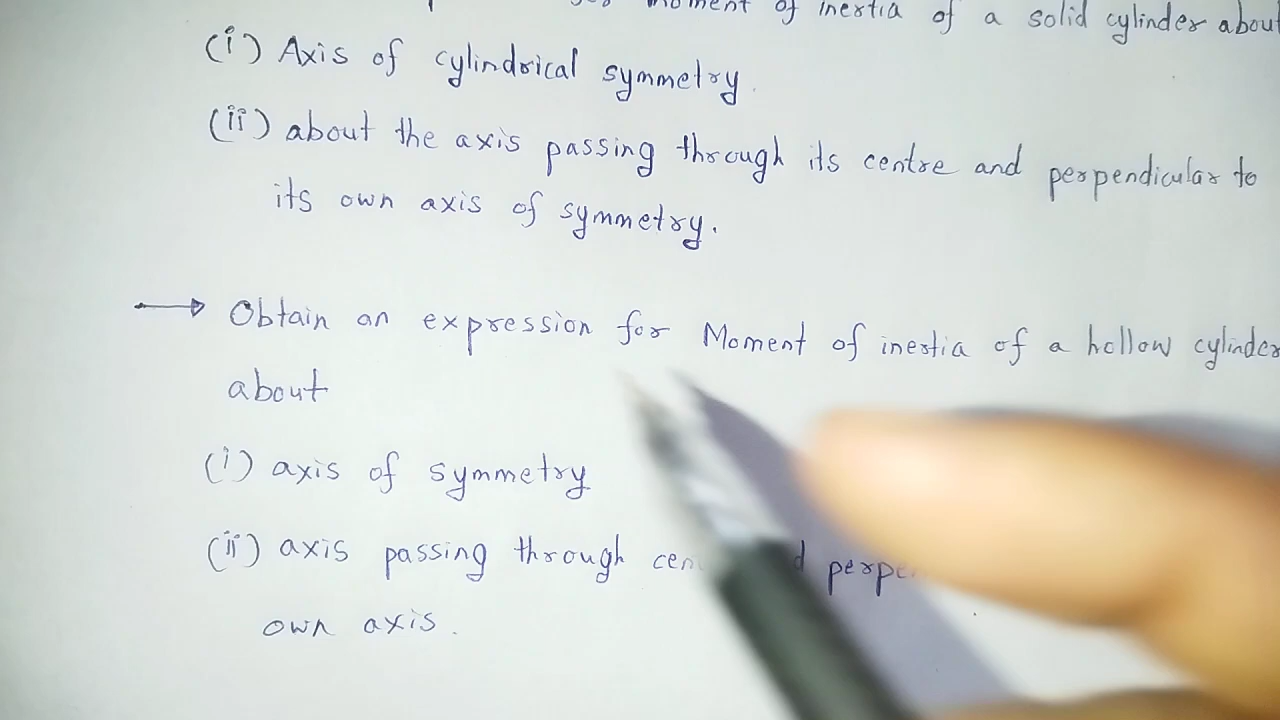 moment of inertia of a solid cylinder about
(i) Axis of cylindrical symmetry.
(ii) about the axis passing through its centre and perpendicular to
its own axis of symmetry.
→ Obtain an expression for Moment of inertia of a hollow cylinder
about
(i) axis of symmetry
(ii) axis passing through
own axis.